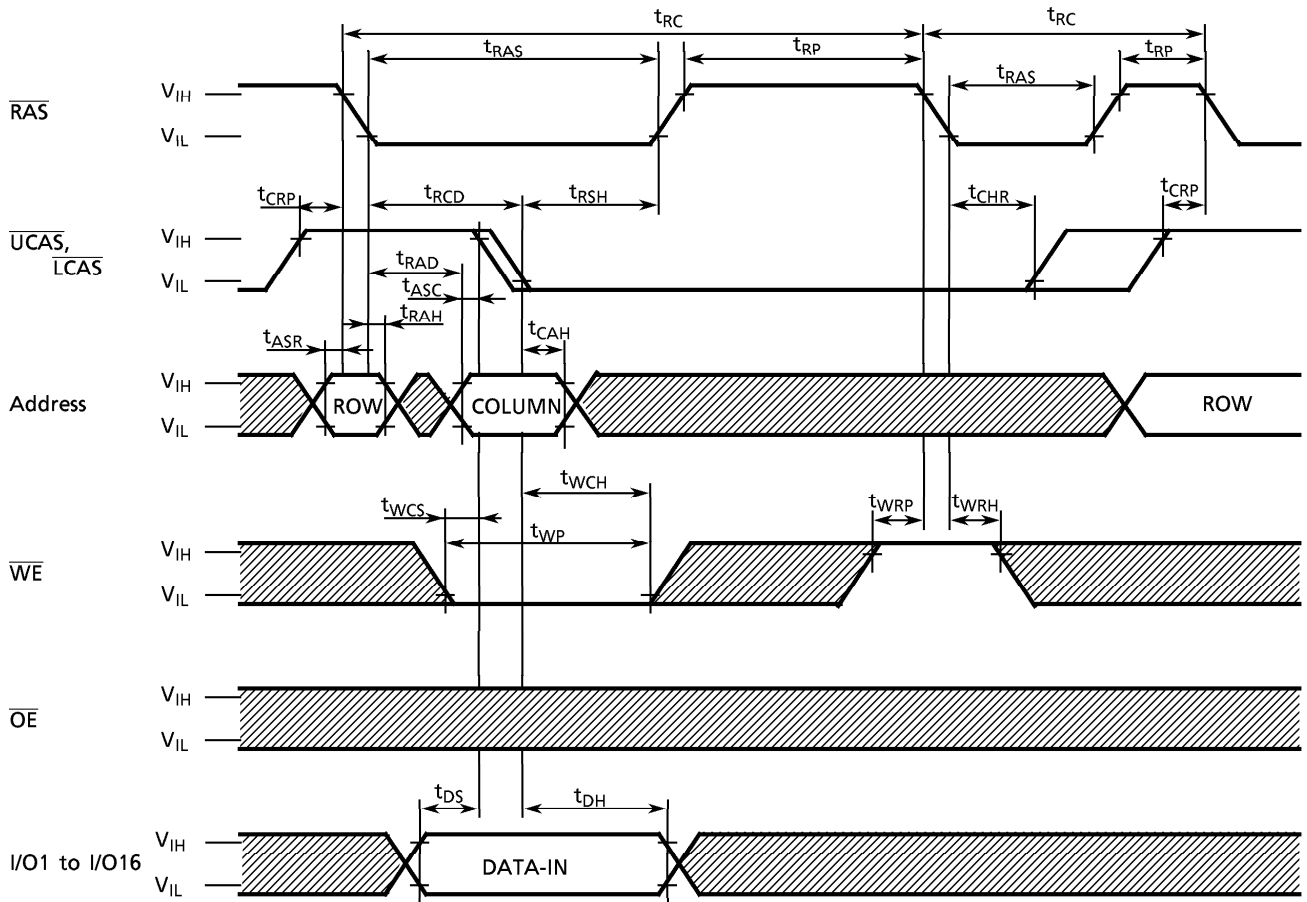 tRC
tRC
tRAS
tRP
tRP
tRAS
RAS
VIH
VIL
tCRP
tRCD
tRSH
tCHR
tCRP
UCAS,
LCAS
VIH
VIL
tRAD
tASC
tRAH
tASR
tCAH
Address
VIH
VIL
ROW
COLUMN
ROW
tWCH
tWCS
tWP
tWRP
tWRH
WE
VIH
VIL
OE
VIH
VIL
tDS
tDH
I/O1 to I/O16
VIH
VIL
DATA-IN